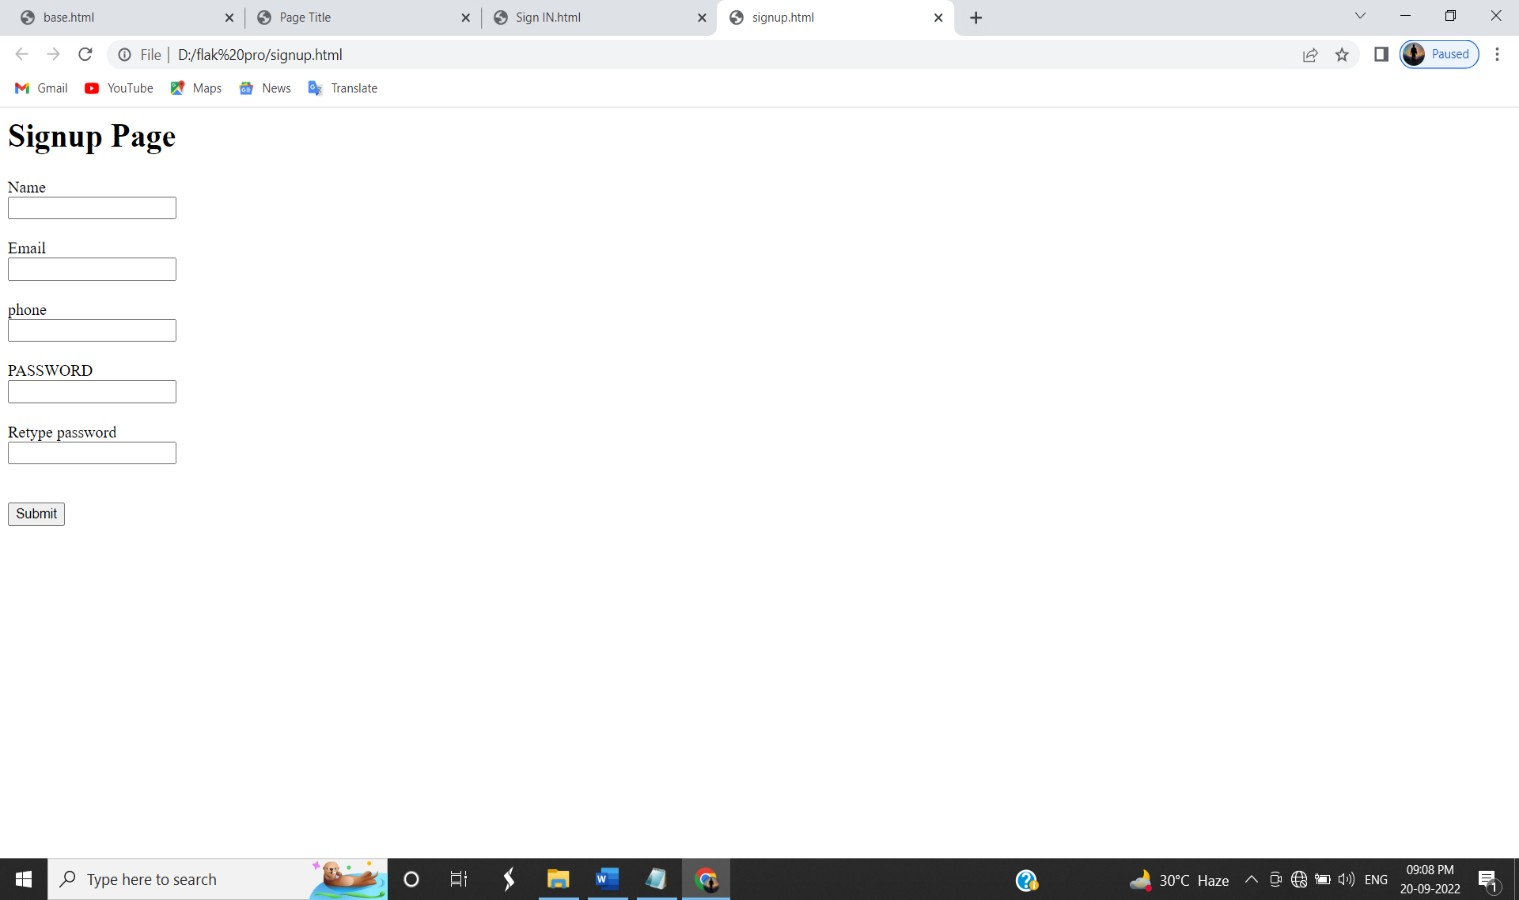 base.html
Page Title
Sign IN.html
signup.html
File | D:/flak%20pro/signup.html
Paused
Gmail YouTube Maps News Translate
Signup Page
Name
Email
phone
PASSWORD
Retype password
Submit
Type here to search
30°C Haze
ENG
09:08 PM
20-09-2022
1